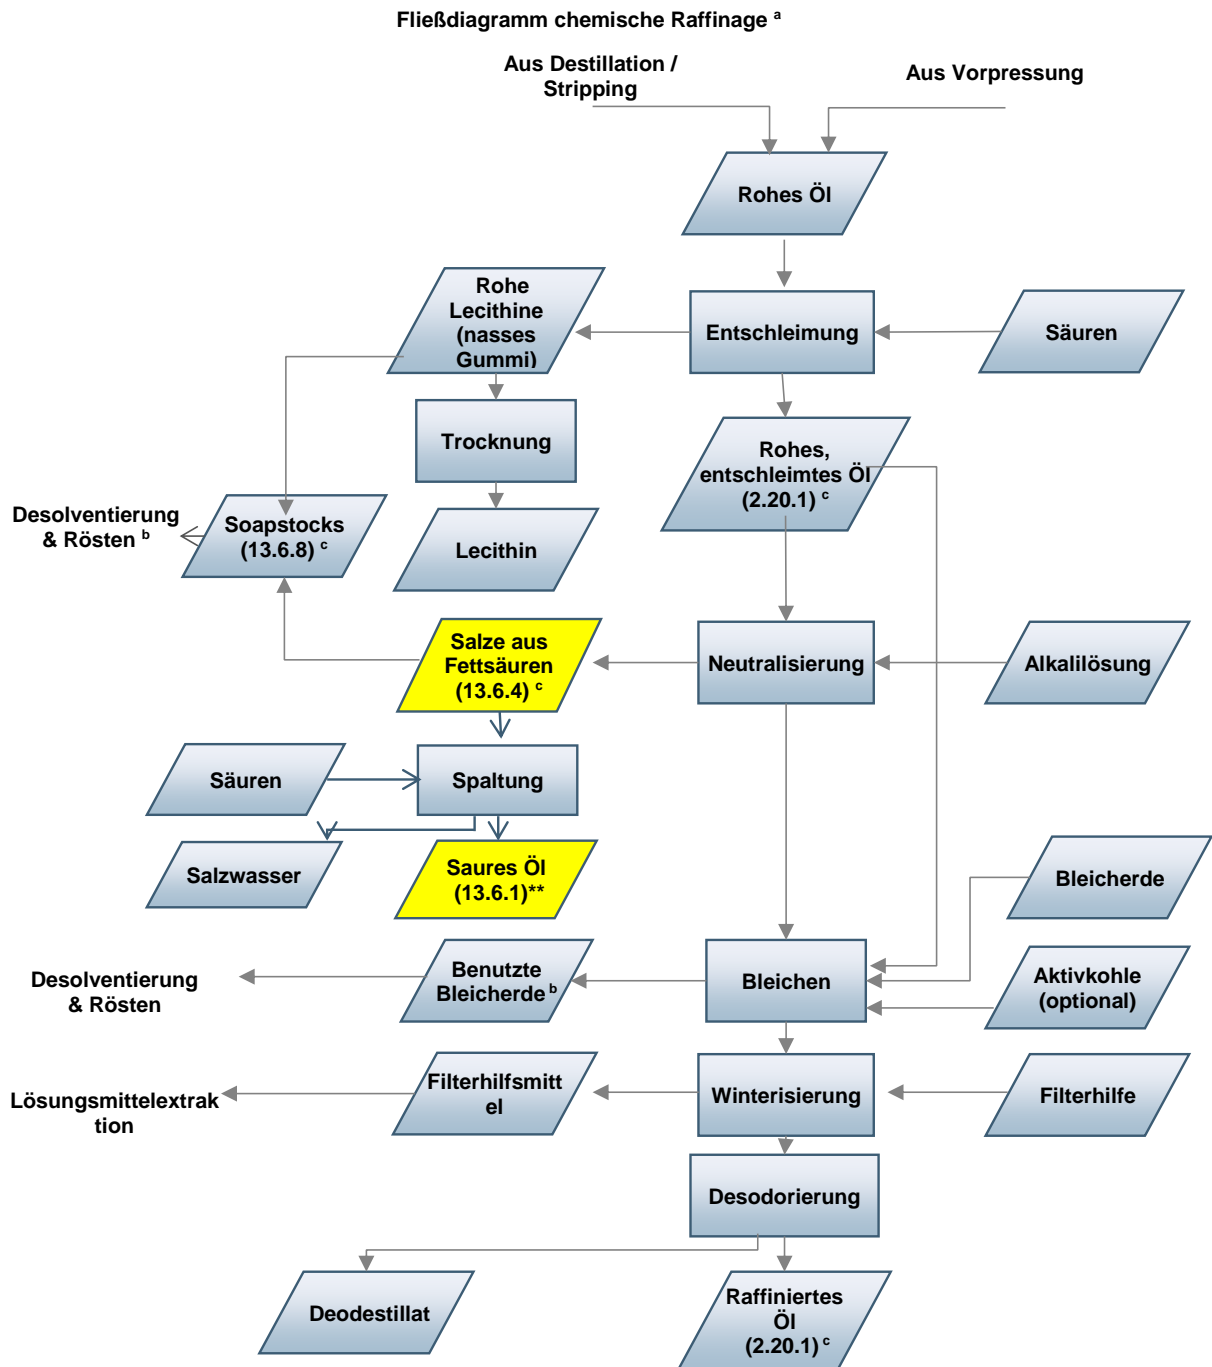 Fließdiagramm chemische Raffinage ᵃ
Aus Destillation /
Stripping
Aus Vorpressung
Rohes Öl
Rohe
Lecithine
(nasses
Gummi)
Entschleimung
Säuren
Trocknung
Rohes,
entschleimtes Öl
(2.20.1) ᶜ
Desolventierung
& Rösten ᵇ
Soapstocks
(13.6.8) ᶜ
Lecithin
Salze aus
Fettsäuren
(13.6.4) ᶜ
Neutralisierung
Alkalilösung
Säuren
Spaltung
Salzwasser
Saures Öl
(13.6.1)**
Bleicherde
Desolventierung
& Rösten
Benutzte
Bleicherde ᵇ
Bleichen
Aktivkohle
(optional)
Lösungsmittelextrak
tion
Filterhilfsmitt
el
Winterisierung
Filterhilfe
Desodorierung
Deodestillat
Raffiniertes
Öl
(2.20.1) ᶜ